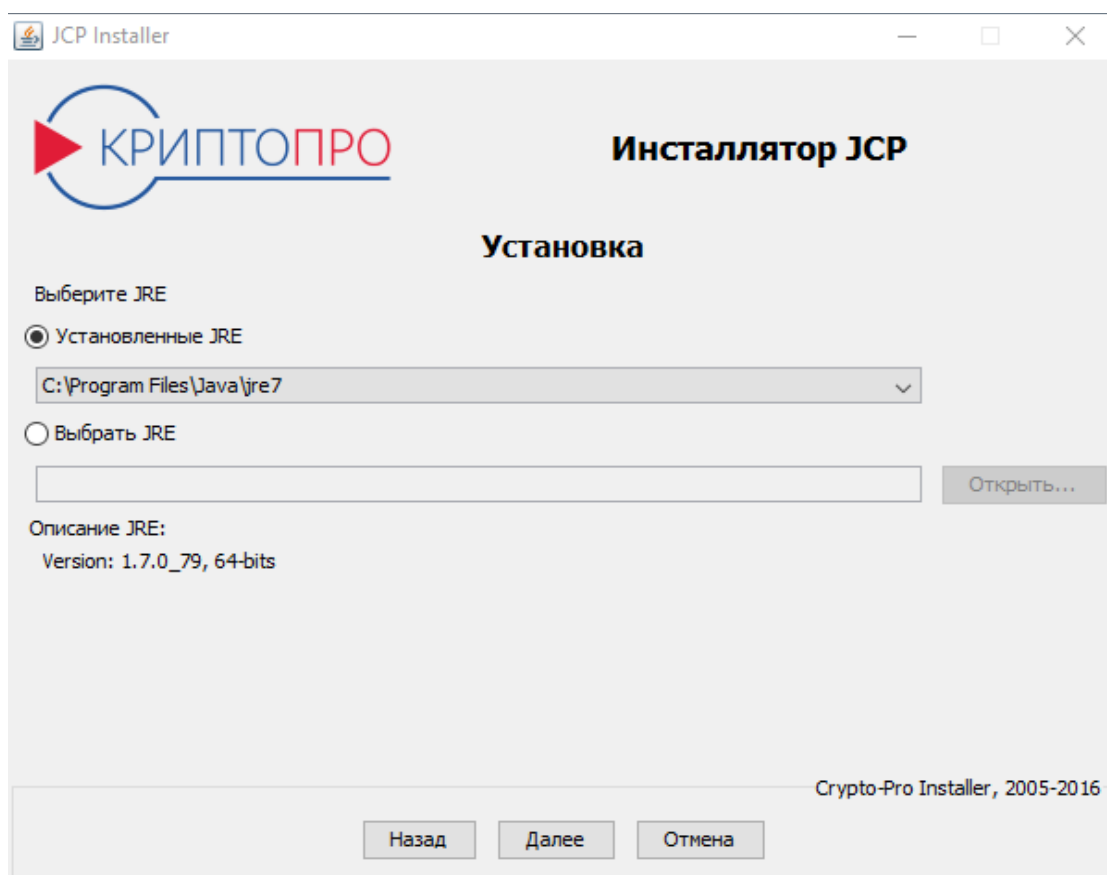 JCP Installer
КРИПТОПРО
Инсталлятор JCP
Установка
Выберите JRE
Установленные JRE
C:\Program Files\Java\jre7
Выбрать JRE
Открыть...
Описание JRE:
Version: 1.7.0_79, 64-bits
Crypto-Pro Installer, 2005-2016
Назад Далее Отмена